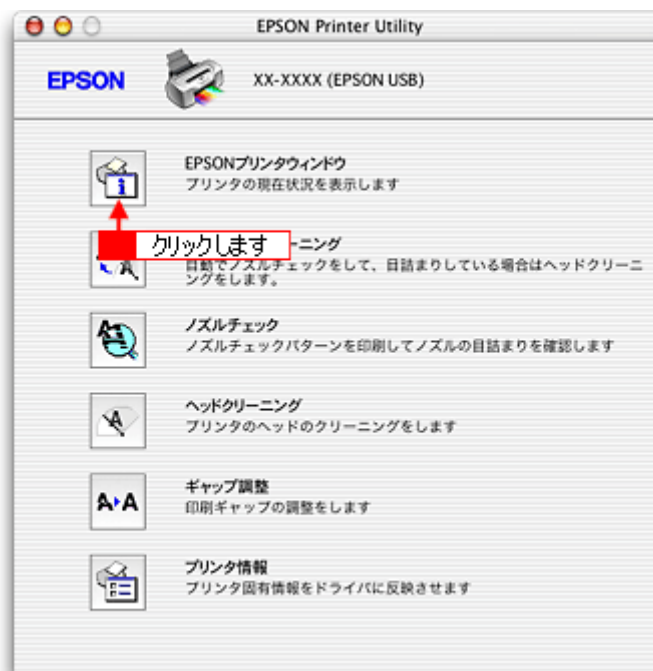 EPSON Printer Utility
EPSON
XX-XXXX (EPSON USB)
EPSONプリンタウィンドウ
プリンタの現在状況を表示します
クリックします
ーニング
自動でノズルチェックをして、目詰まりしている場合はヘッドクリーニ
ングをします。
ノズルチェック
ノズルチェックパターンを印刷してノズルの目詰まりを確認します
ヘッドクリーニング
プリンタのヘッドのクリーニングをします
A▸A
ギャップ調整
印刷ギャップの調整をします
プリンタ情報
プリンタ固有情報をドライバに反映させます